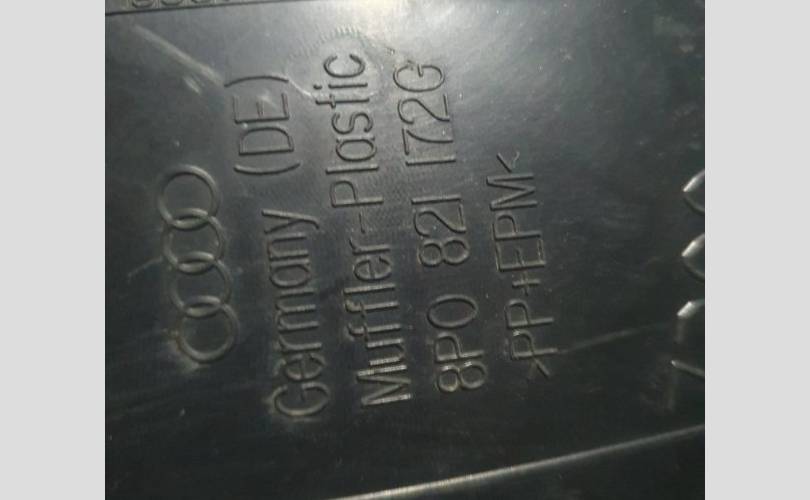 Germany (DE)
Muffler-Plastic
8P0 821 172G
>PP+EPM<